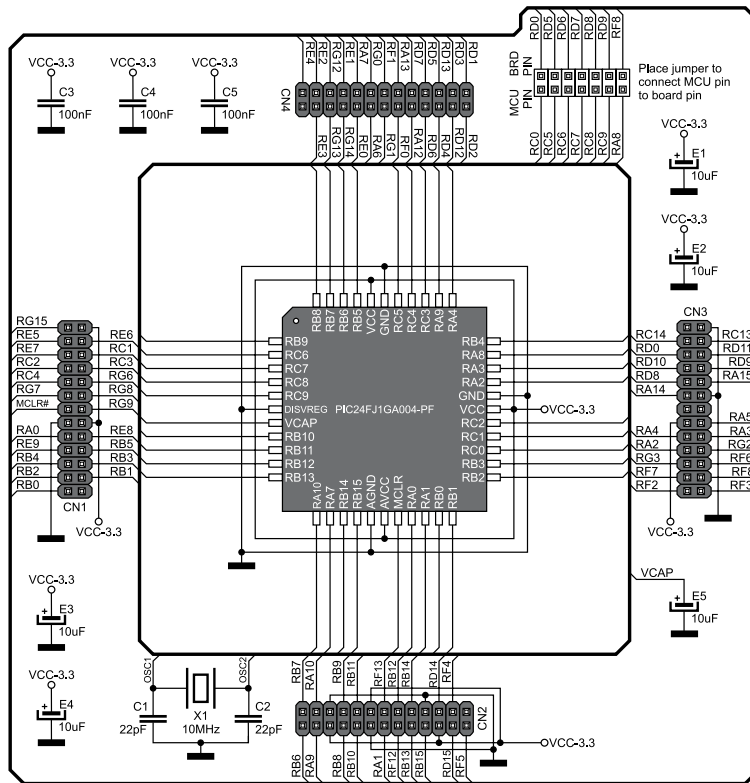 RE4
RE2
RG12
RE1
RA7
RG0
RF1
RA13
RD7
RD5
RD13
RD3
RD1
RD0
RD5
RD6
RD7
RD8
RD9
RF8
VCC-3.3
VCC-3.3
VCC-3.3
C3
100nF
C4
100nF
C5
100nF
CN4
MCU BRD
PIN PIN
Place jumper to
connect MCU pin
to board pin
RE3
RG13
RG14
RE0
RA6
RG1
RF0
RA12
RD6
RD4
RD12
RD2
RC0
RC5
RC6
RC7
RC8
RC9
RA8
VCC-3.3
E1
10uF
VCC-3.3
E2
10uF
RB8
RB7
RB6
RB5
VCC
GND
RC5
RC4
RC3
RA9
RA4
RG15
RE5
RE7
RC2
RC4
RG7
MCLR#
RA0
RE9
RB4
RB2
RB0
CN1
VCC-3.3
RE6
RC1
RC3
RG6
RG8
RG9
RE8
RB5
RB3
RB1
RB9
RC6
RC7
RC8
RC9
DISVREG
VCAP
RB10
RB11
RB12
RB13
PIC24FJ1GA004-PF
RB4
RA8
RA3
RA2
GND
VCC
RC2
RC1
RC0
RB3
RB2
VCC-3.3
RC14
RD0
RD10
RD8
RA14
RA4
RA2
RG3
RF7
RF2
CN3
RC13
RD11
RD9
RA15
RA5
RA3
RG2
RF6
RF8
RF3
VCC-3.3
RA10
RA7
RB14
RB15
AGND
AVCC
MCLR
RA0
RA1
RB0
RB1
VCC-3.3
E3
10uF
VCC-3.3
E4
10uF
VCAP
E5
10uF
OSC1
OSC2
C1
22pF
X1
10MHz
C2
22pF
RB7
RA10
RB9
RB11
RF13
RB12
RB14
RD14
RF4
CN2
VCC-3.3
RB6
RA9
RB8
RB10
RA1
RF12
RB13
RB15
RD15
RF5